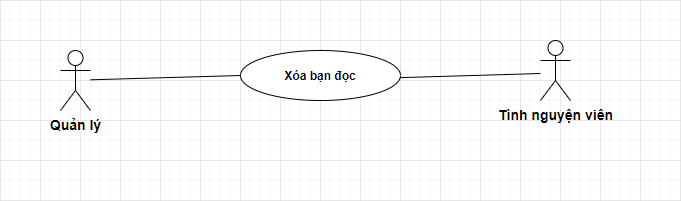 Xóa bạn đọc
Quản lý
Tình nguyện viên